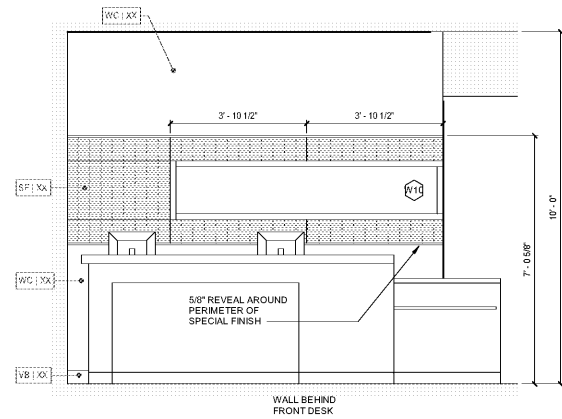 WC | XX
3' - 10 1/2"
3' - 10 1/2"
SF | XX
W10
10' - 0"
7' - 0 5/8"
WC | XX
5/8" REVEAL AROUND
PERIMETER OF
SPECIAL FINISH
VB | XX
WALL BEHIND
FRONT DESK